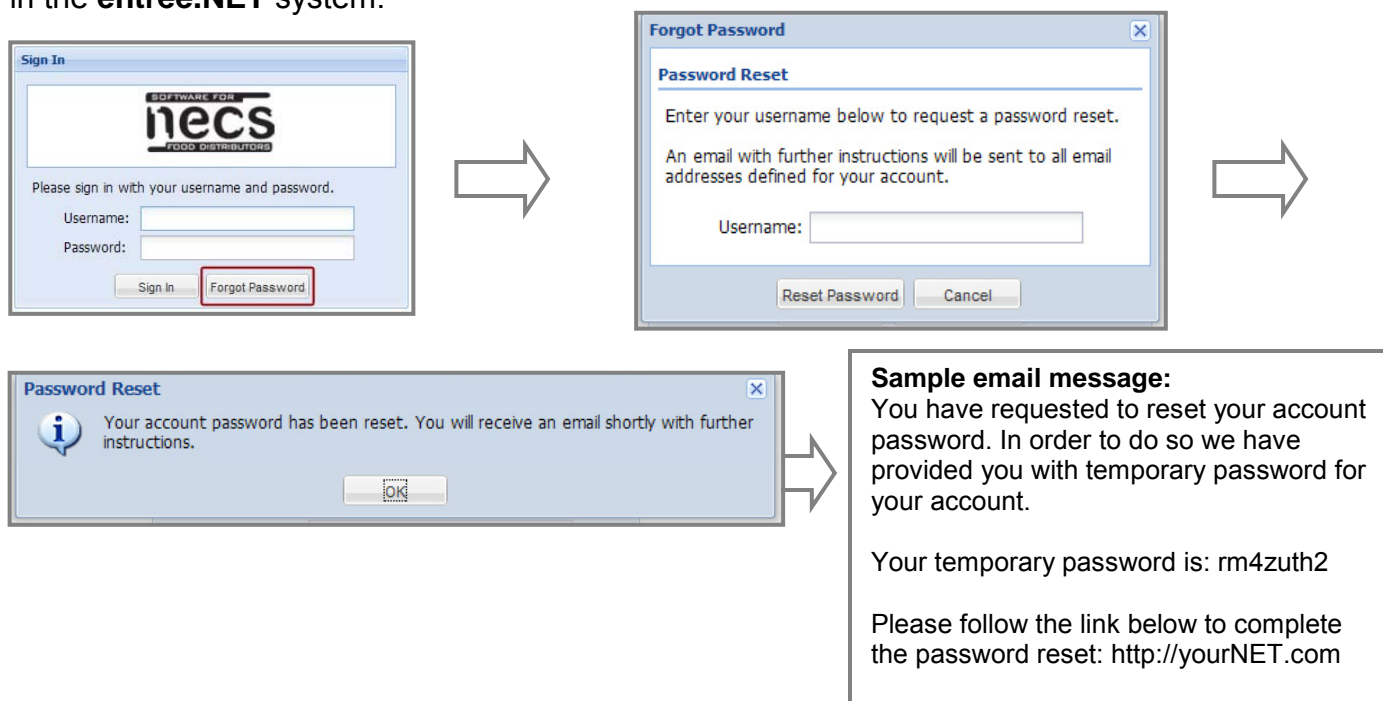 in the entrée.NET system.
Sign In
SOFTWARE FOR
necs
FOOD DISTRIBUTORS
Please sign in with your username and password.
Username:
Password:
Sign In Forgot Password
Forgot Password
Password Reset
Enter your username below to request a password reset.
An email with further instructions will be sent to all email
addresses defined for your account.
Username:
Reset Password Cancel
Password Reset
Your account password has been reset. You will receive an email shortly with further
instructions.
OK
Sample email message:
You have requested to reset your account
password. In order to do so we have
provided you with temporary password for
your account.
Your temporary password is: rm4zuth2
Please follow the link below to complete
the password reset: http://yourNET.com